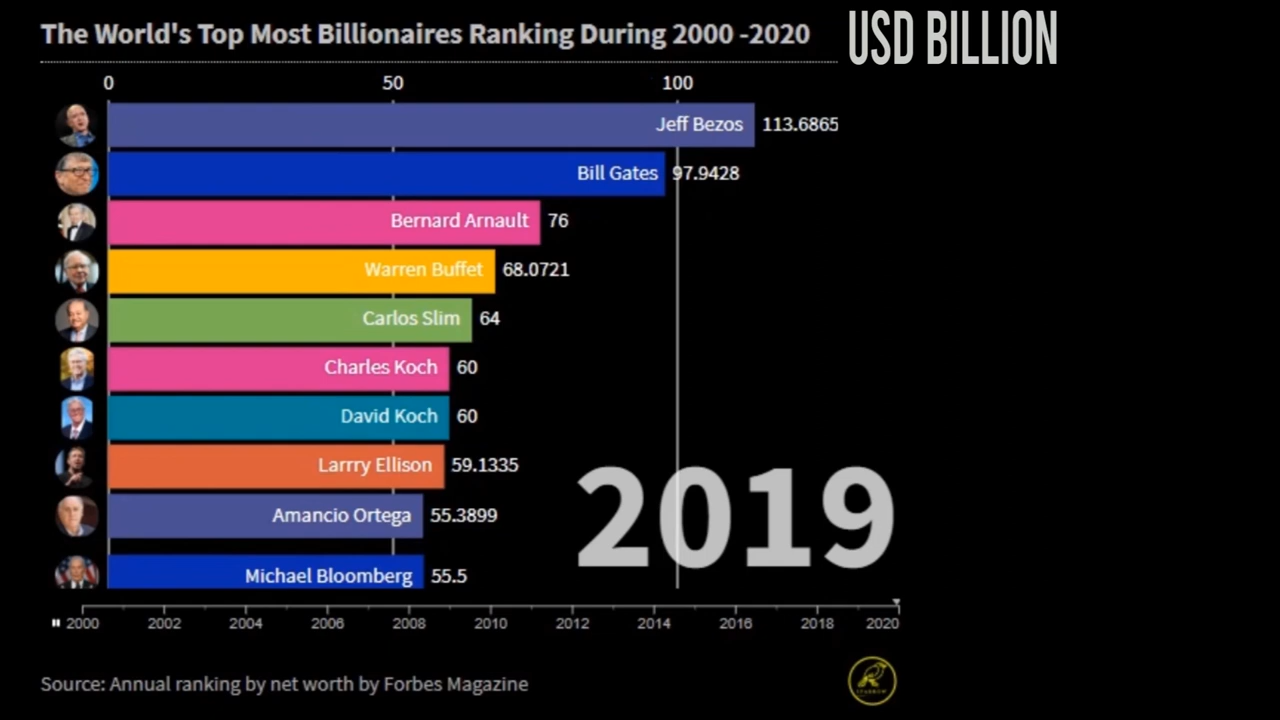 The World's Top Most Billionaires Ranking During 2000 -2020
USD BILLION
0 50 100
Jeff Bezos 113.6865
Bill Gates 97.9428
Bernard Arnault 76
Warren Buffet 68.0721
Carlos Slim 64
Charles Koch 60
David Koch 60
Larrry Ellison 59.1335
Amancio Ortega 55.3899
Michael Bloomberg 55.5
2019
2000 2002 2004 2006 2008 2010 2012 2014 2016 2018 2020
Source: Annual ranking by net worth by Forbes Magazine